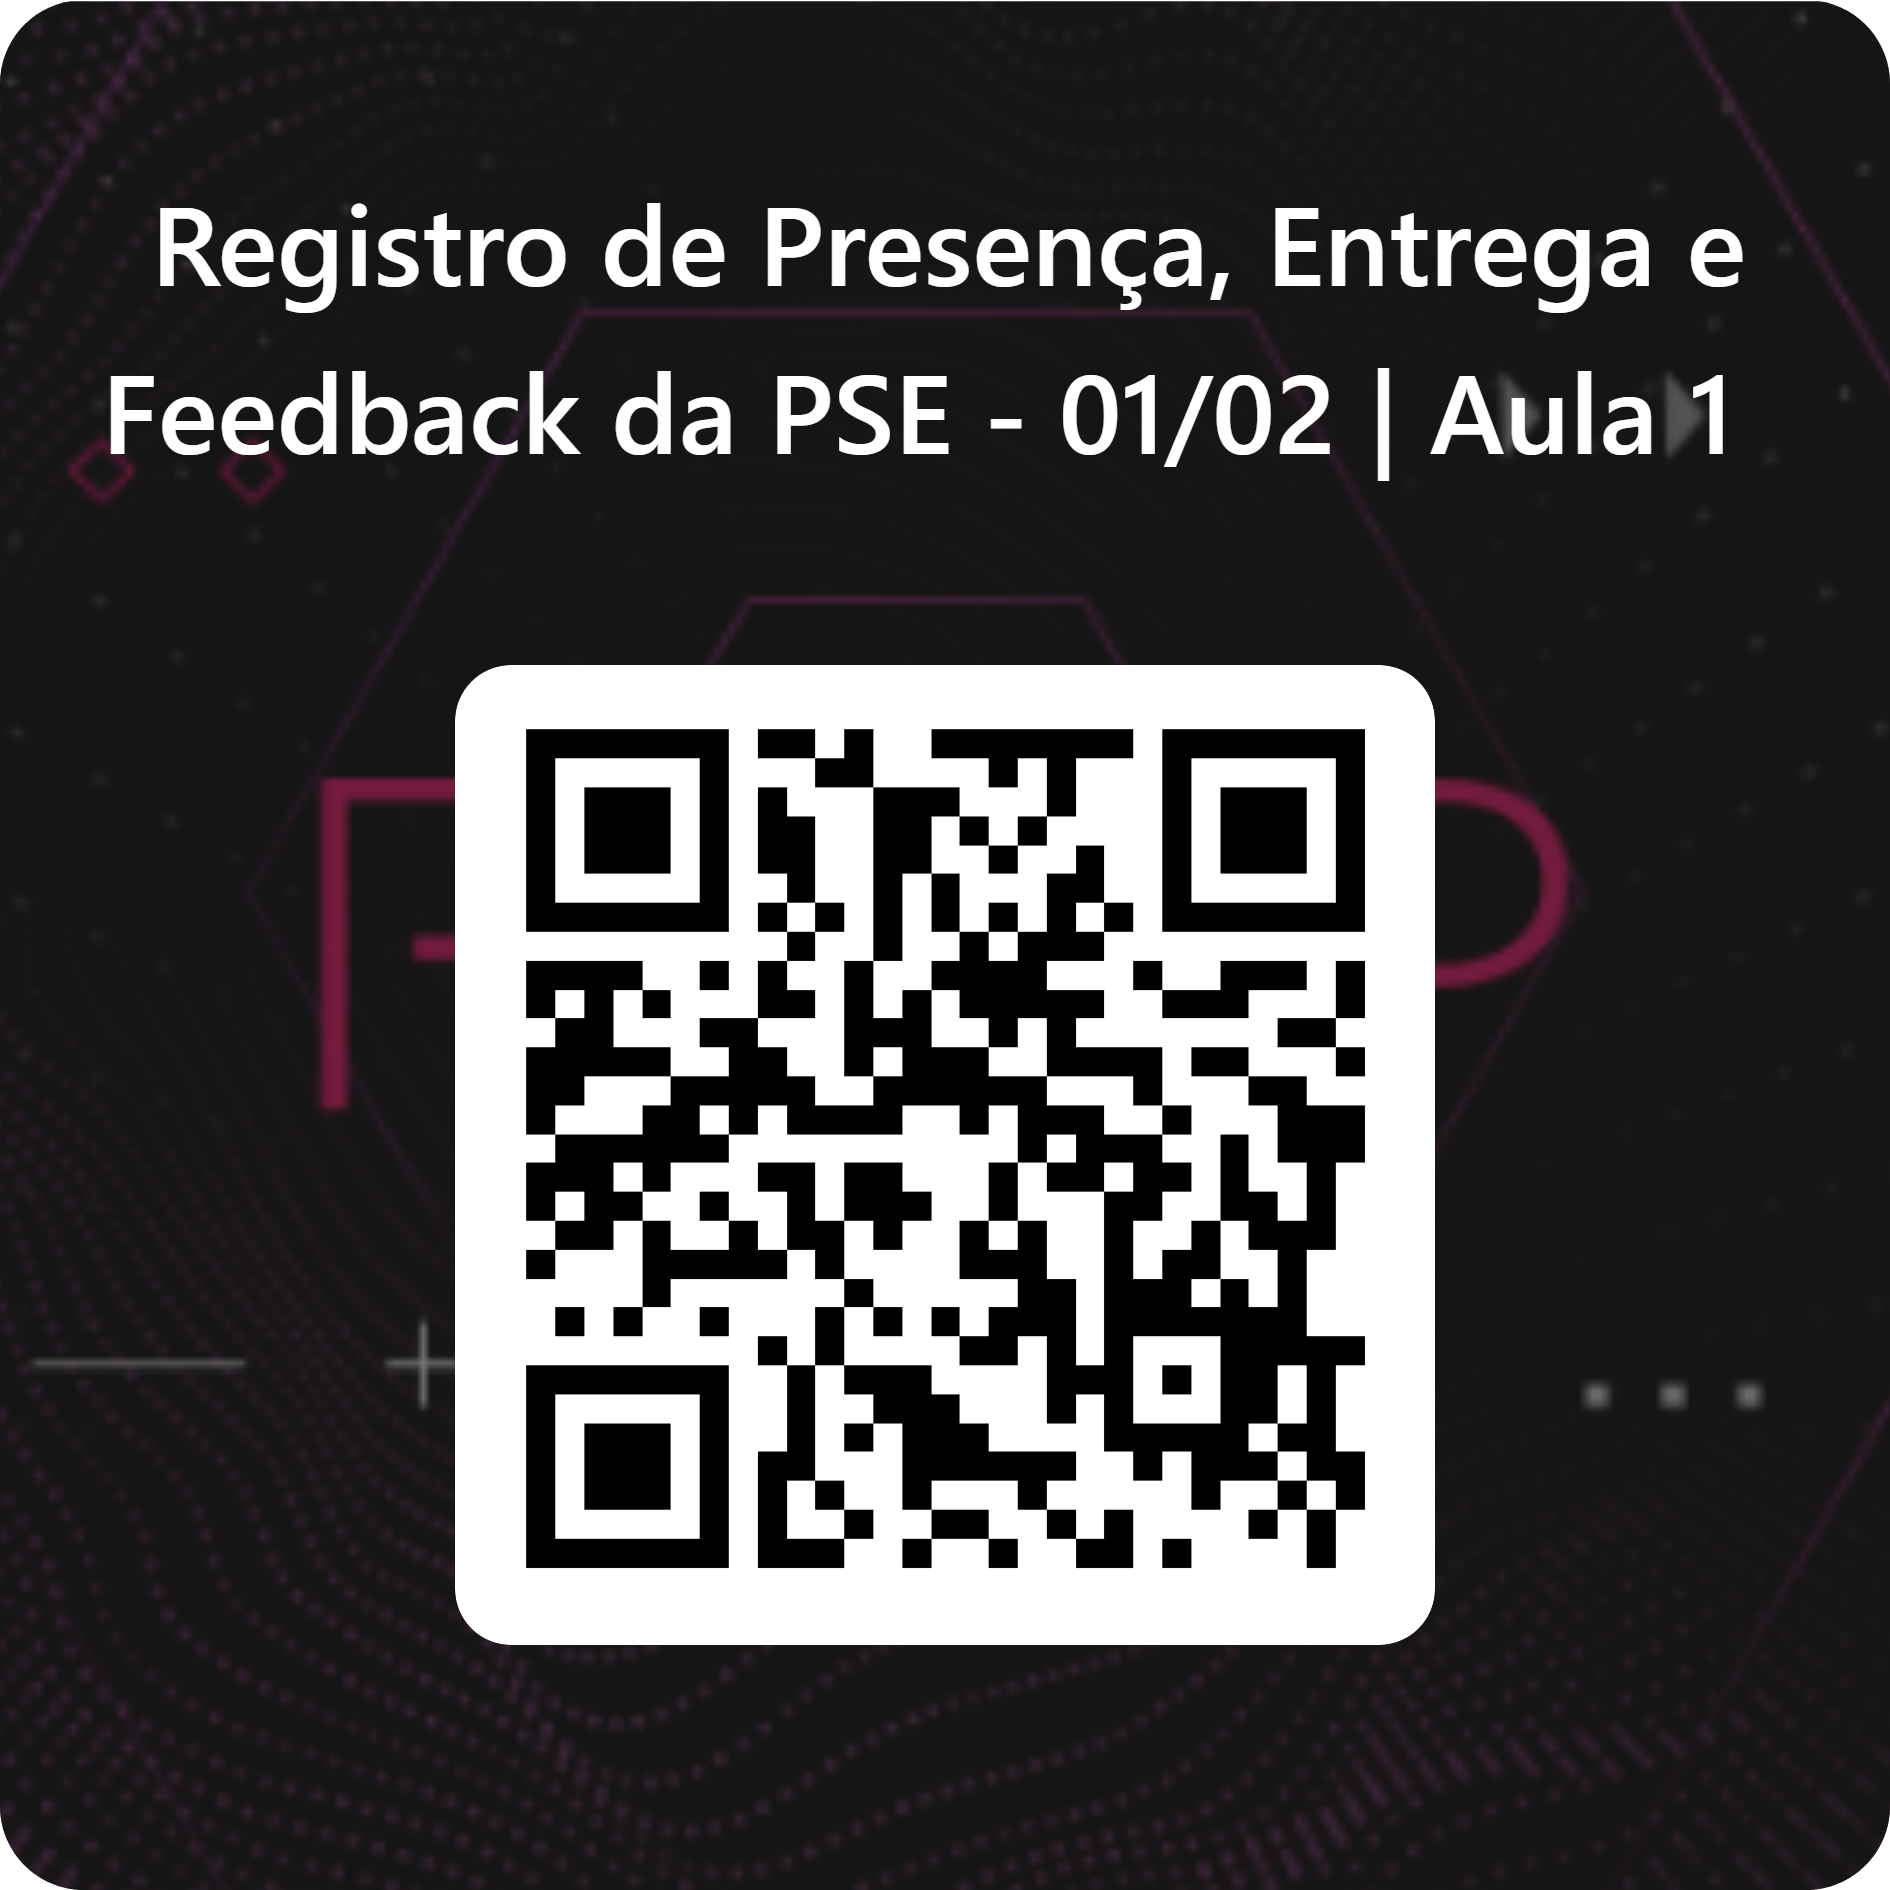 Registro de Presença, Entrega e
Feedback da PSE - 01/02 | Aula 1